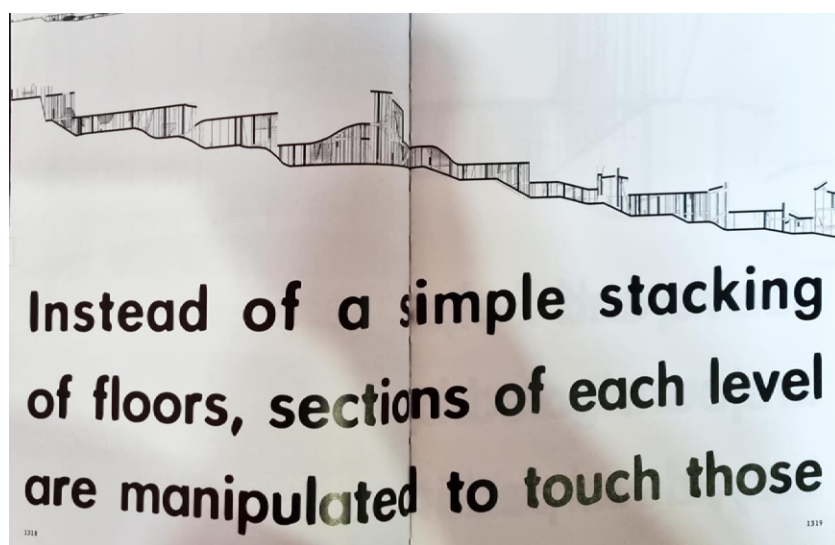 Instead of a simple stacking
of floors, sections of each level
are manipulated to touch those
1318
1319